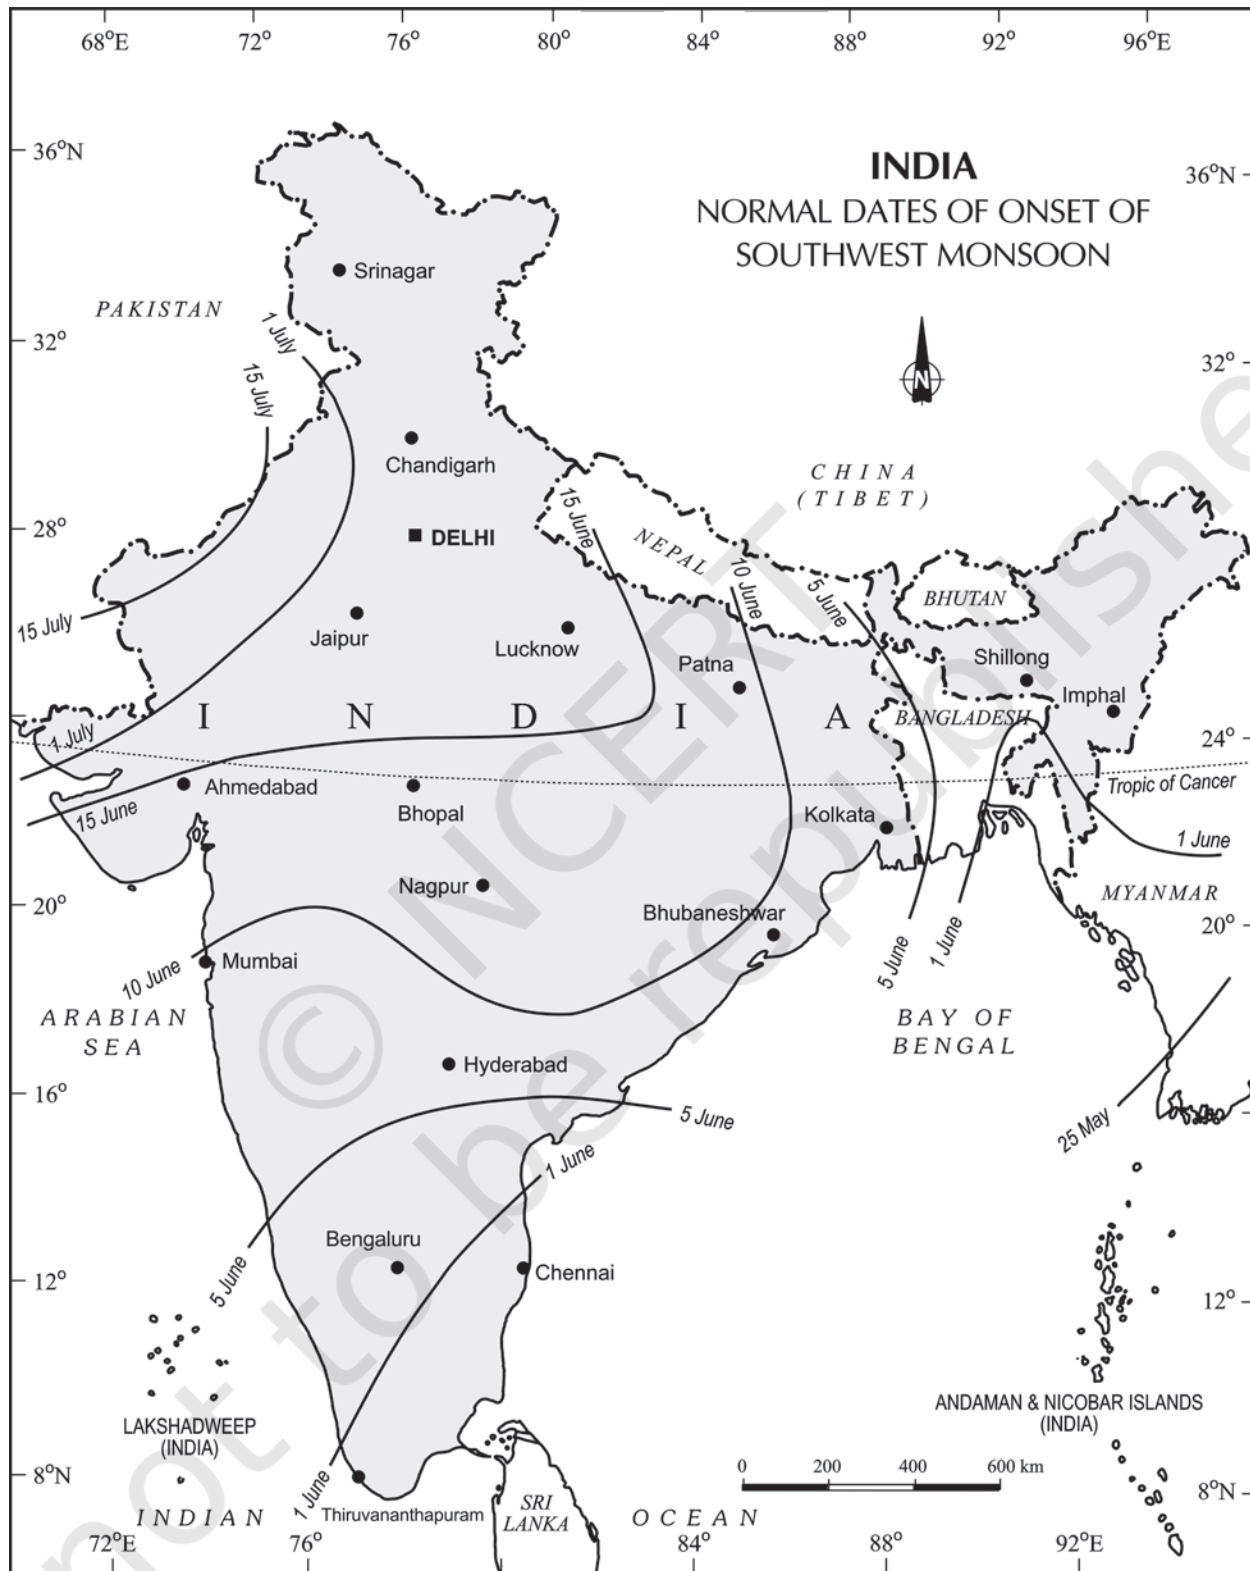 68°E 72° 76° 80° 84° 88° 92° 96°E
36°N
INDIA
36°N
NORMAL DATES OF ONSET OF
SOUTHWEST MONSOON
Srinagar
PAKISTAN
1 July
32°
32°
15 July
N
Chandigarh
CHINA
(TIBET)
15 June
28°
DELHI
NEPAL
10 June
5 June
BHUTAN
15 July
Jaipur
Lucknow
Patna
Shillong
Imphal
I N D I A
BANGLADESH
1 July
24°
Ahmedabad
Bhopal
Tropic of Cancer
15 June
Kolkata
1 June
Nagpur
MYANMAR
20°
Bhubaneshwar
20°
10 June
Mumbai
5 June
1 June
ARABIAN
SEA
BAY OF
BENGAL
Hyderabad
16°
5 June
25 May
1 June
Bengaluru
Chennai
5 June
12°
12°
LAKSHADWEEP
(INDIA)
ANDAMAN & NICOBAR ISLANDS
(INDIA)
8°N
0 200 400 600 km
8°N
1 June
Thiruvananthapuram
SRI
LANKA
INDIAN OCEAN
72°E 76° 84° 88° 92°E
© NCERT
not to be republishe